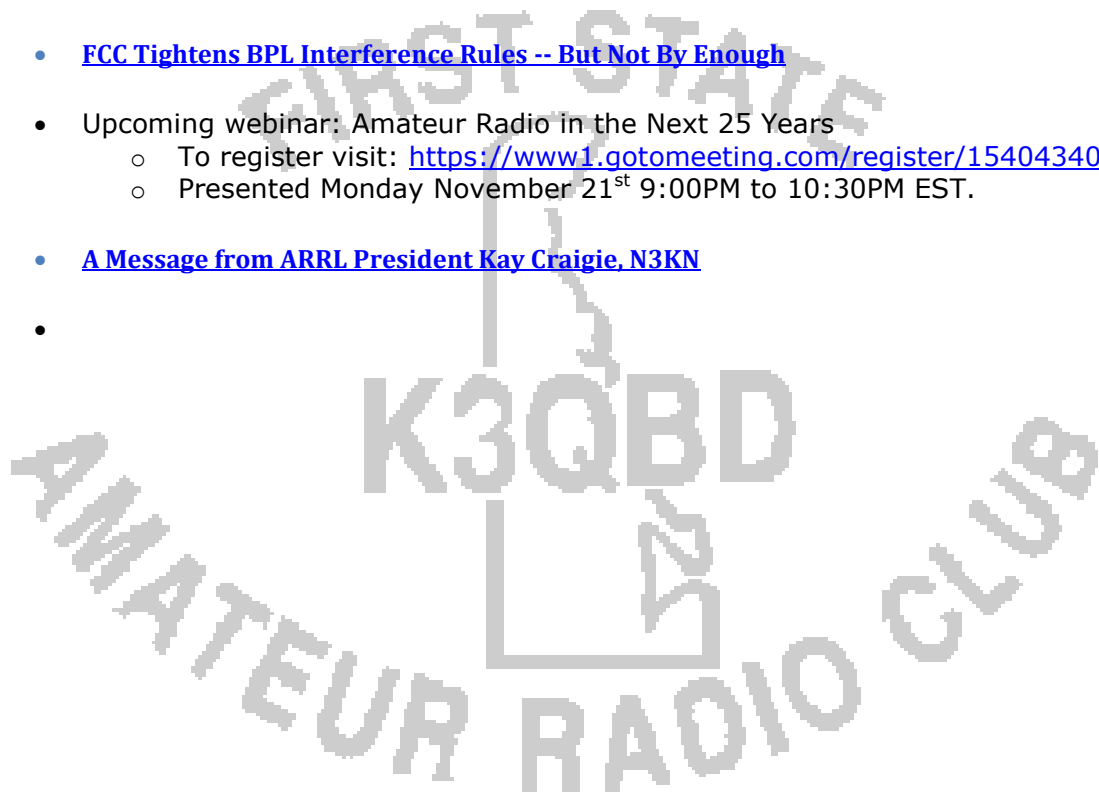 FIRST STATE
• FCC Tightens BPL Interference Rules -- But Not By Enough
• Upcoming webinar: Amateur Radio in the Next 25 Years
o To register visit: https://www1.gotomeeting.com/register/15404340
o Presented Monday November 21st 9:00PM to 10:30PM EST.
• A Message from ARRL President Kay Craigie, N3KN
•
K3QBD
AMATEUR RADIO CLUB